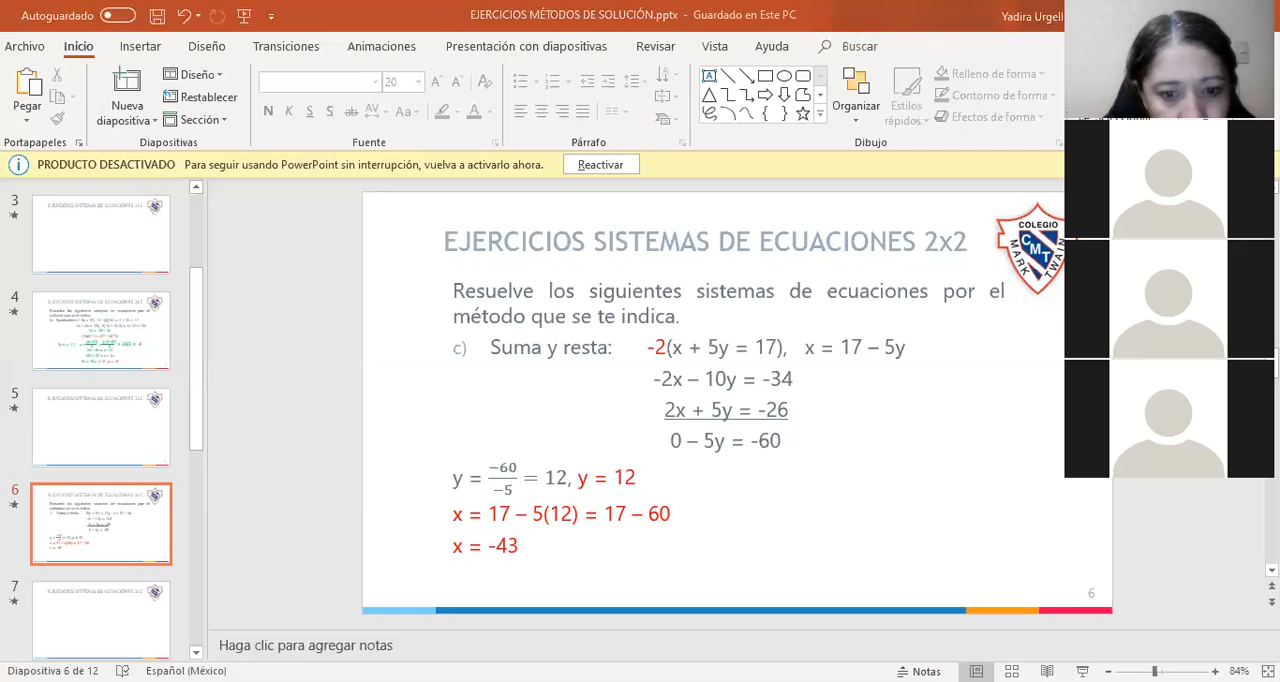 Autoguardado
EJERCICIOS MÉTODOS DE SOLUCIÓN.pptx - Guardado en Este PC
Yadira Urgell
Archivo Inicio Insertar Diseño Transiciones Animaciones Presentación con diapositivas Revisar Vista Ayuda Buscar
Pegar
Portapapeles
Nueva diapositiva
Diseño
Restablecer
Sección
Diapositivas
20
Fuente
Párrafo
Organizar
Estilos rápidos
Relleno de forma
Contorno de forma
Efectos de forma
Dibujo
PRODUCTO DESACTIVADO Para seguir usando PowerPoint sin interrupción, vuelva a activarlo ahora. Reactivar
3
4
5
6
7
EJERCICIOS SISTEMAS DE ECUACIONES 2x2
COLEGIO
CMT
MARK TWAIN
Resuelve los siguientes sistemas de ecuaciones por el
método que se te indica.
c) Suma y resta: -2(x + 5y = 17), x = 17 – 5y
-2x – 10y = -34
2x + 5y = -26
0 – 5y = -60
y = −60/−5 = 12, y = 12
x = 17 – 5(12) = 17 – 60
x = -43
6
Haga clic para agregar notas
Diapositiva 6 de 12 Español (México) Notas 84%